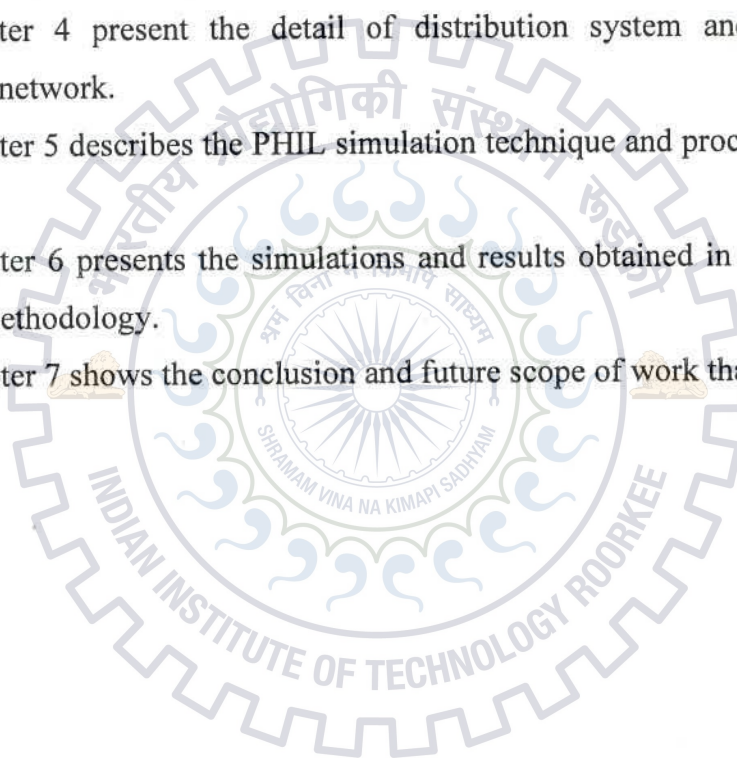 ter 4 present the detail of distribution system an
network.
ter 5 describes the PHIL simulation technique and proc
ter 6 presents the simulations and results obtained in
ethodology.
ter 7 shows the conclusion and future scope of work tha
भारतीय प्रौद्योगिकी संस्थान रूड़की
श्रमं विना न किमपि साध्यम
SHRAMAM VINA NA KIMAPI SADHYAM
INDIAN INSTITUTE OF TECHNOLOGY ROORKEE